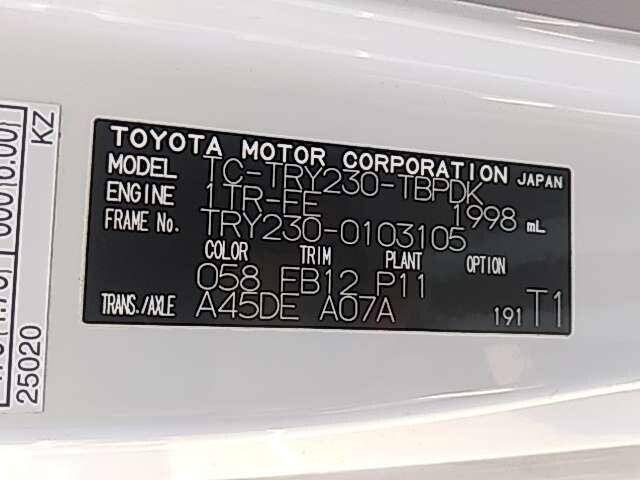 TOYOTA MOTOR CORPORATION JAPAN
MODEL TC-TRY230-TBPDK
ENGINE 1TR-FE 1998 mL
FRAME No. TRY230-0103105
COLOR TRIM PLANT OPTION
058 FB12 P11
TRANS./AXLE A45DE A07A 191 T1
KZ
25020